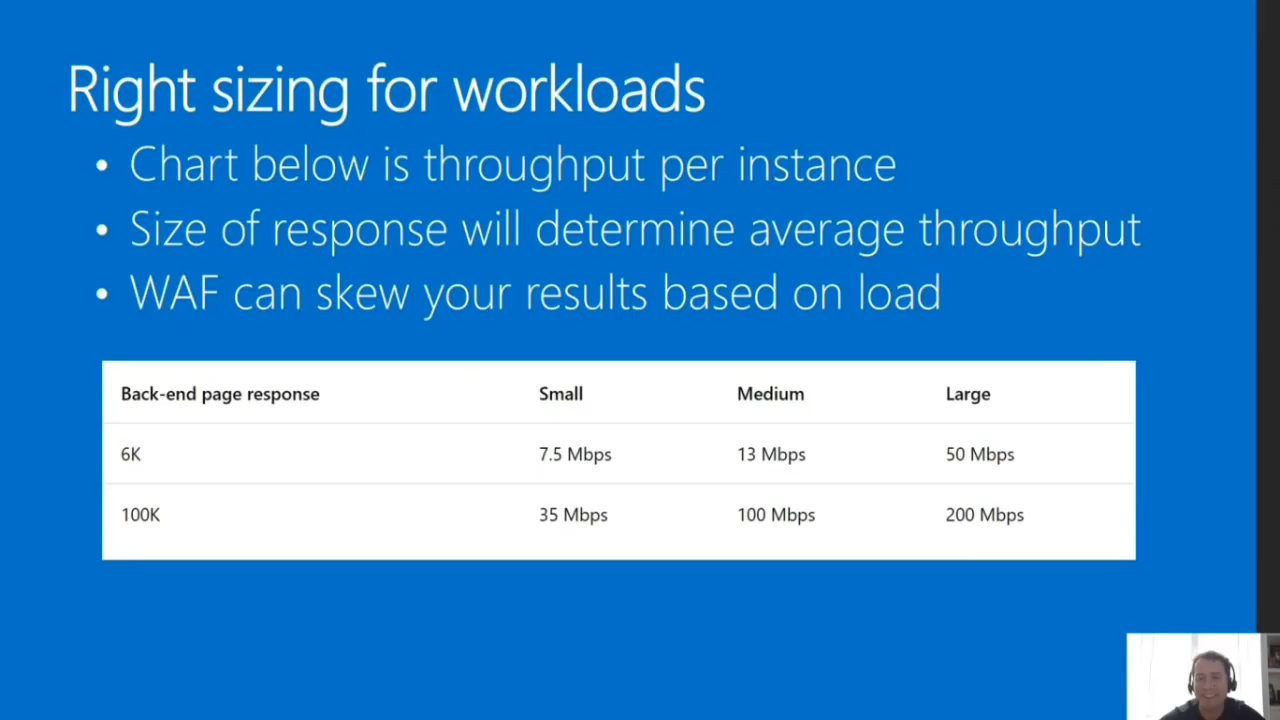 Right sizing for workloads
• Chart below is throughput per instance
• Size of response will determine average throughput
• WAF can skew your results based on load
Back-end page response Small Medium Large
6K 7.5 Mbps 13 Mbps 50 Mbps
100K 35 Mbps 100 Mbps 200 Mbps